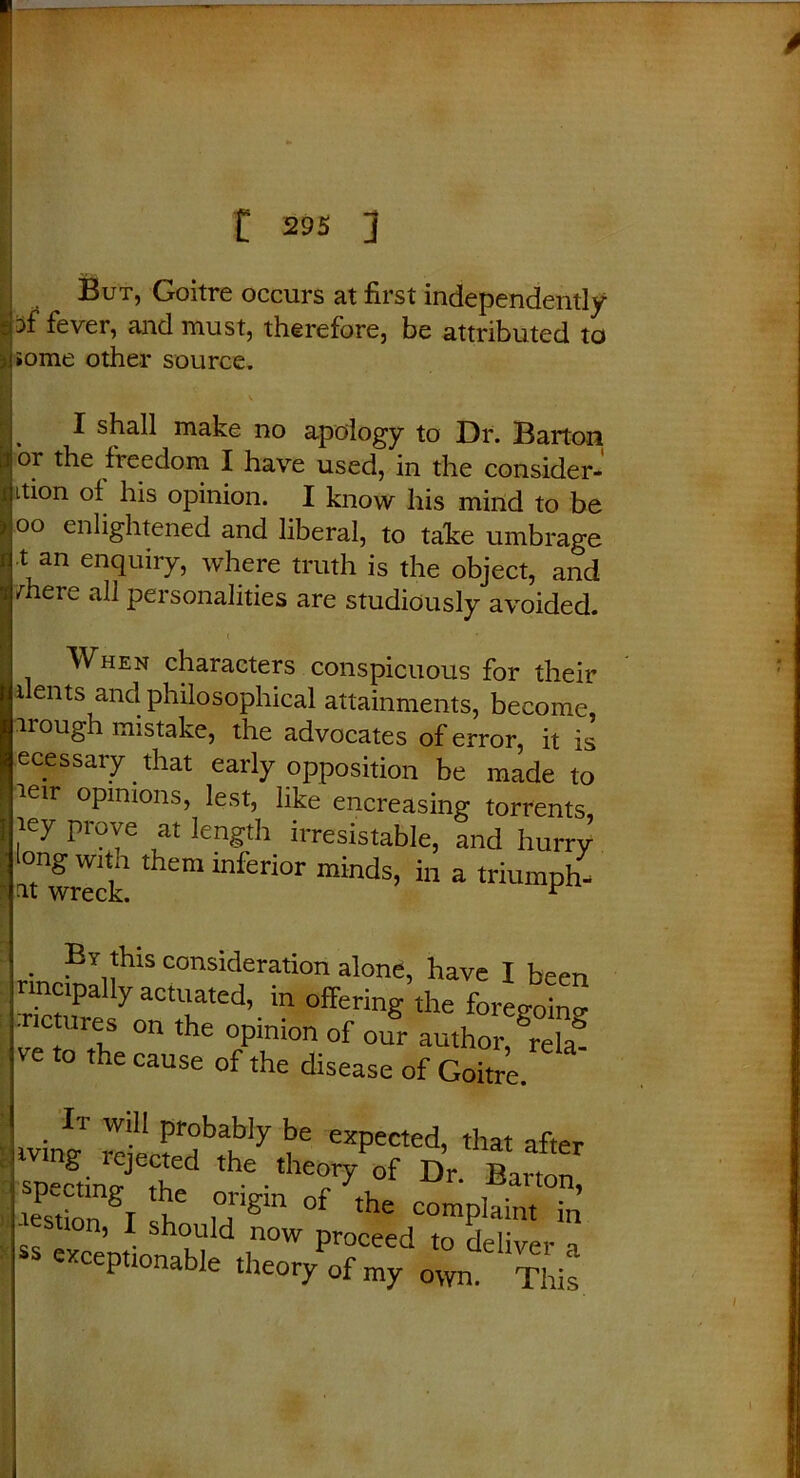 [ 295 ]
But, Goitre occurs at first independently
of fever, and must, therefore, be attributed to
some other source.
I shall make no apology to Dr. Barton
or the freedom I have used, in the consider-
ation of his opinion. I know his mind to be
oo enlightened and liberal, to take umbrage
t an enquiry, where truth is the object, and
where all personalities are studiously avoided.
When characters conspicuous for their
alents and philosophical attainments, become,
hrough mistake, the advocates of error, it is
ecessary that early opposition be made to
heir opinions, lest, like encreasing torrents,
hey prove at length irresistable, and hurry
long with them inferior minds, in a triumph-
nt wreck.
By this consideration alone, have I been
rincipally actuated, in offering the foregoing
trictures on the opinion of our author, rela-
ve to the cause of the disease of Goitre.
It will probably be expected, that after
aving rejected the theory of Dr. Barton,
specting the origin of the complaint in
uestion, I should now proceed to deliver a
ss exceptionable theory of my own. This